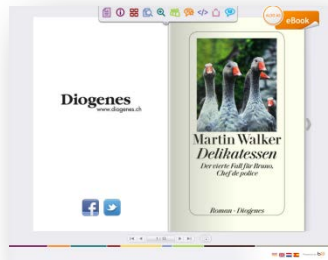 eBook
Diogenes
www.diogenes.ch
Martin Walker
Delikatessen
Der vierte Fall für Bruno,
Chef de police
Roman · Diogenes